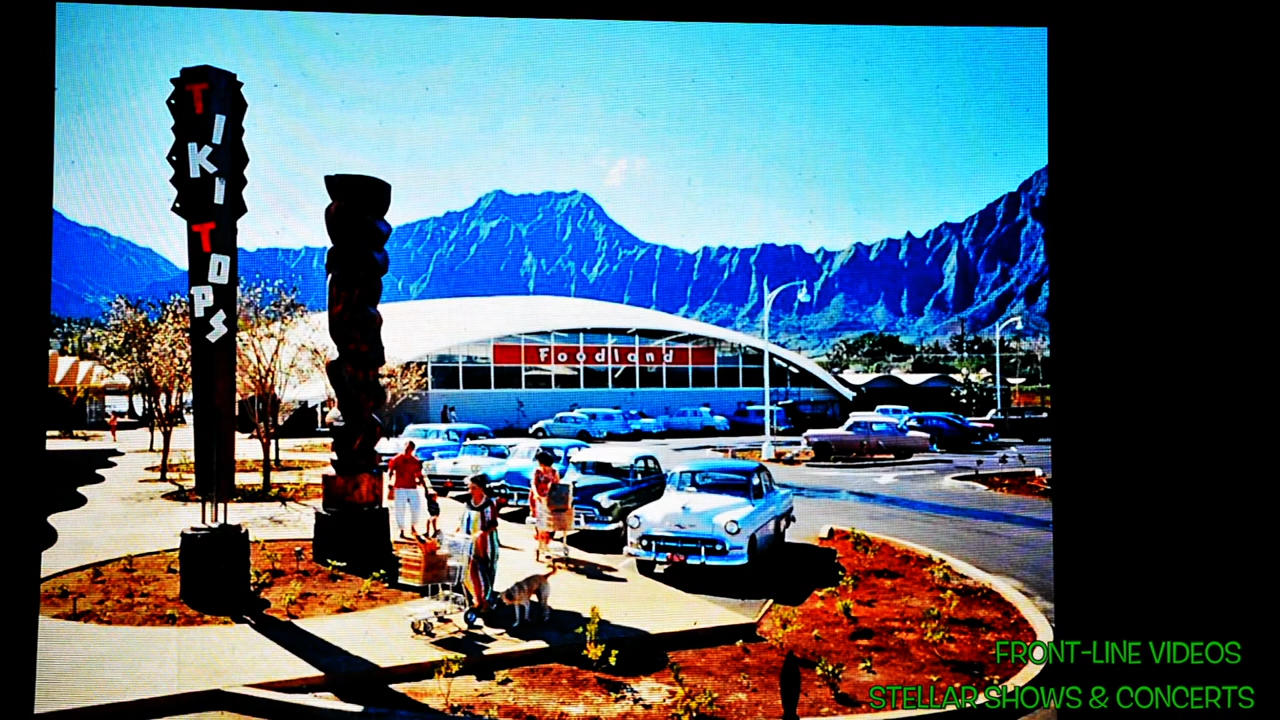 TIKI
TOPS
Foodland
FRONT-LINE VIDEOS
STELLAR SHOWS & CONCERTS